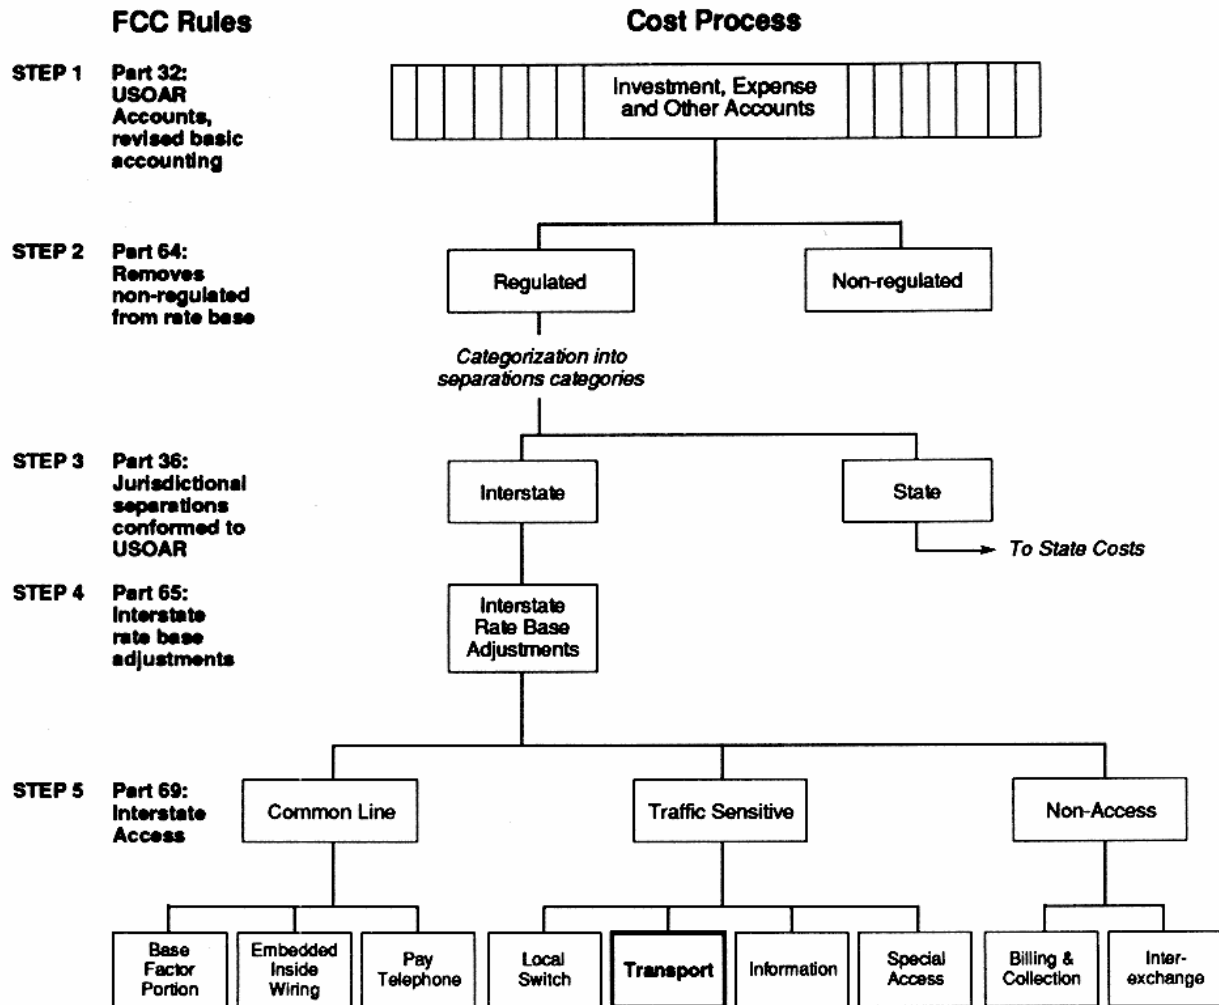 FCC Rules
Cost Process
STEP 1
Part 32:
USOAR
Accounts,
revised basic
accounting
Investment, Expense
and Other Accounts
STEP 2
Part 64:
Removes
non-regulated
from rate base
Regulated
Non-regulated
Categorization into
separations categories
STEP 3
Part 36:
Jurisdictional
separations
conformed to
USOAR
Interstate
State
To State Costs
STEP 4
Part 65:
Interstate
rate base
adjustments
Interstate
Rate Base
Adjustments
STEP 5
Part 69:
Interstate
Access
Common Line
Traffic Sensitive
Non-Access
Base
Factor
Portion
Embedded
Inside
Wiring
Pay
Telephone
Local
Switch
Transport
Information
Special
Access
Billing &
Collection
Inter-
exchange